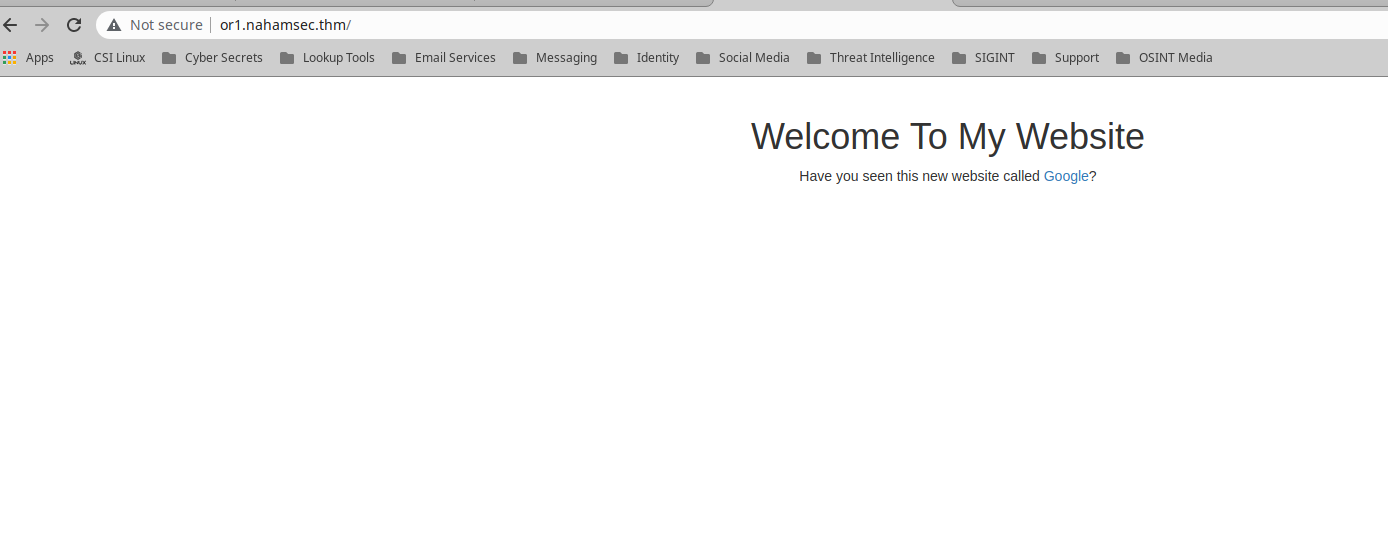 Not secure or1.nahamsec.thm/
Apps LINUX CSI Linux Cyber Secrets Lookup Tools Email Services Messaging Identity Social Media Threat Intelligence SIGINT Support OSINT Media
Welcome To My Website
Have you seen this new website called Google?